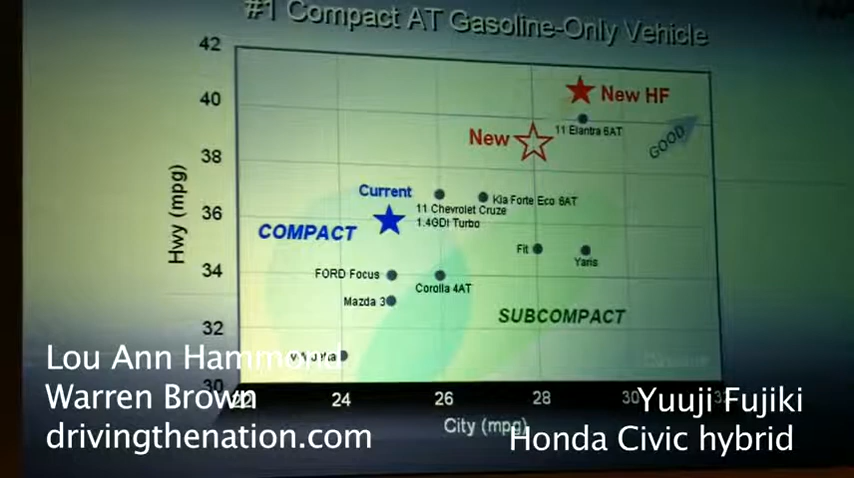 #1 Compact AT Gasoline-Only Vehicle
42
40
38
36
34
32
30
Hwy (mpg)
New HF
11 Elantra 6AT
New
GOOD
Current
Kia Forte Eco 6AT
11 Chevrolet Cruze
1.4GDI Turbo
COMPACT
Fit
Yaris
FORD Focus
Corolla 4AT
Mazda 3
SUBCOMPACT
22
24
26
28
30
City (mpg)
Lou Ann Hammond
Warren Brown
drivingthenation.com
Yuuji Fujiki
Honda Civic hybrid